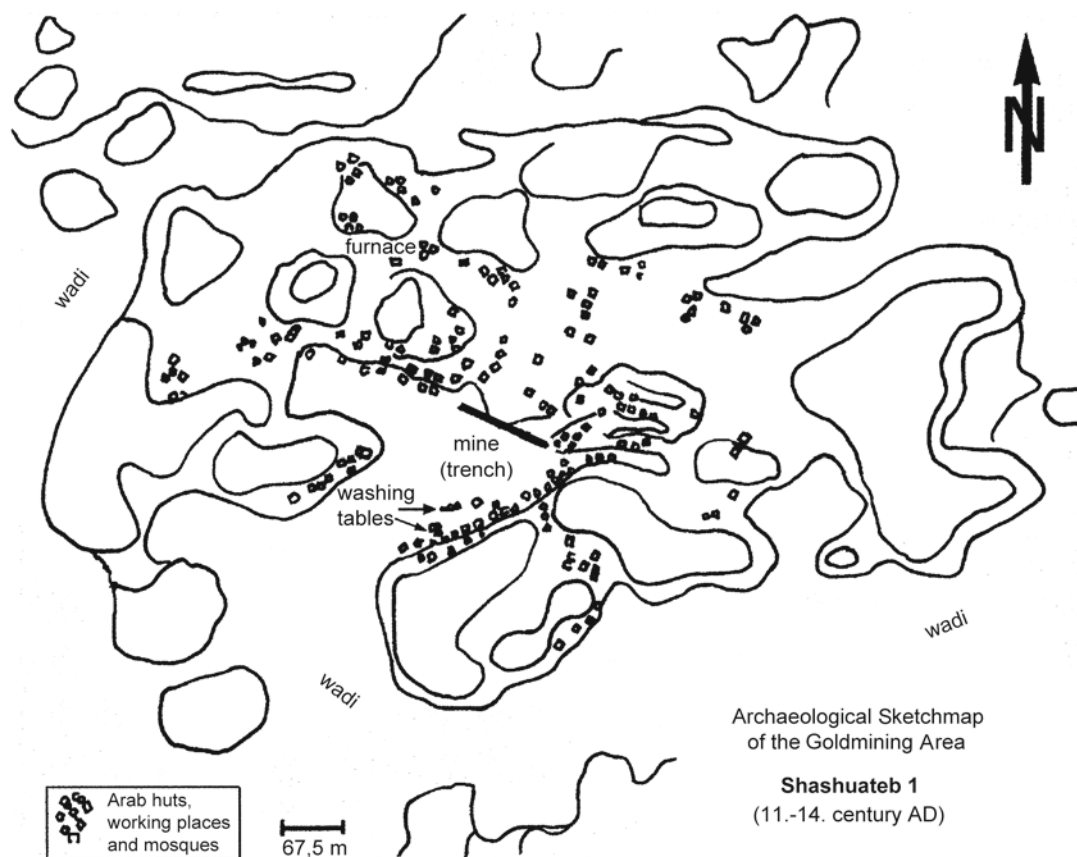 N
furnace
wadi
mine
(trench)
washing
tables
wadi
wadi
Archaeological Sketchmap
of the Goldmining Area
Shashuateb 1
(11.-14. century AD)
Arab huts,
working places
and mosques
67,5 m